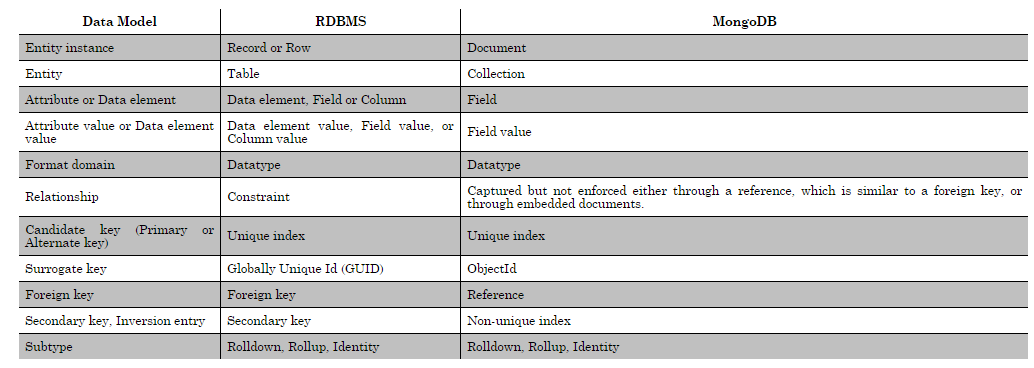 Data Model RDBMS MongoDB
Entity instance Record or Row Document
Entity Table Collection
Attribute or Data element Data element, Field or Column Field
Attribute value or Data element
value
Data element value, Field value, or
Column value
Field value
Format domain Datatype Datatype
Relationship Constraint
Captured but not enforced either through a reference, which is similar to a foreign key, or
through embedded documents.
Candidate key (Primary or
Alternate key)
Unique index Unique index
Surrogate key Globally Unique Id (GUID) ObjectId
Foreign key Foreign key Reference
Secondary key, Inversion entry Secondary key Non-unique index
Subtype Rolldown, Rollup, Identity Rolldown, Rollup, Identity